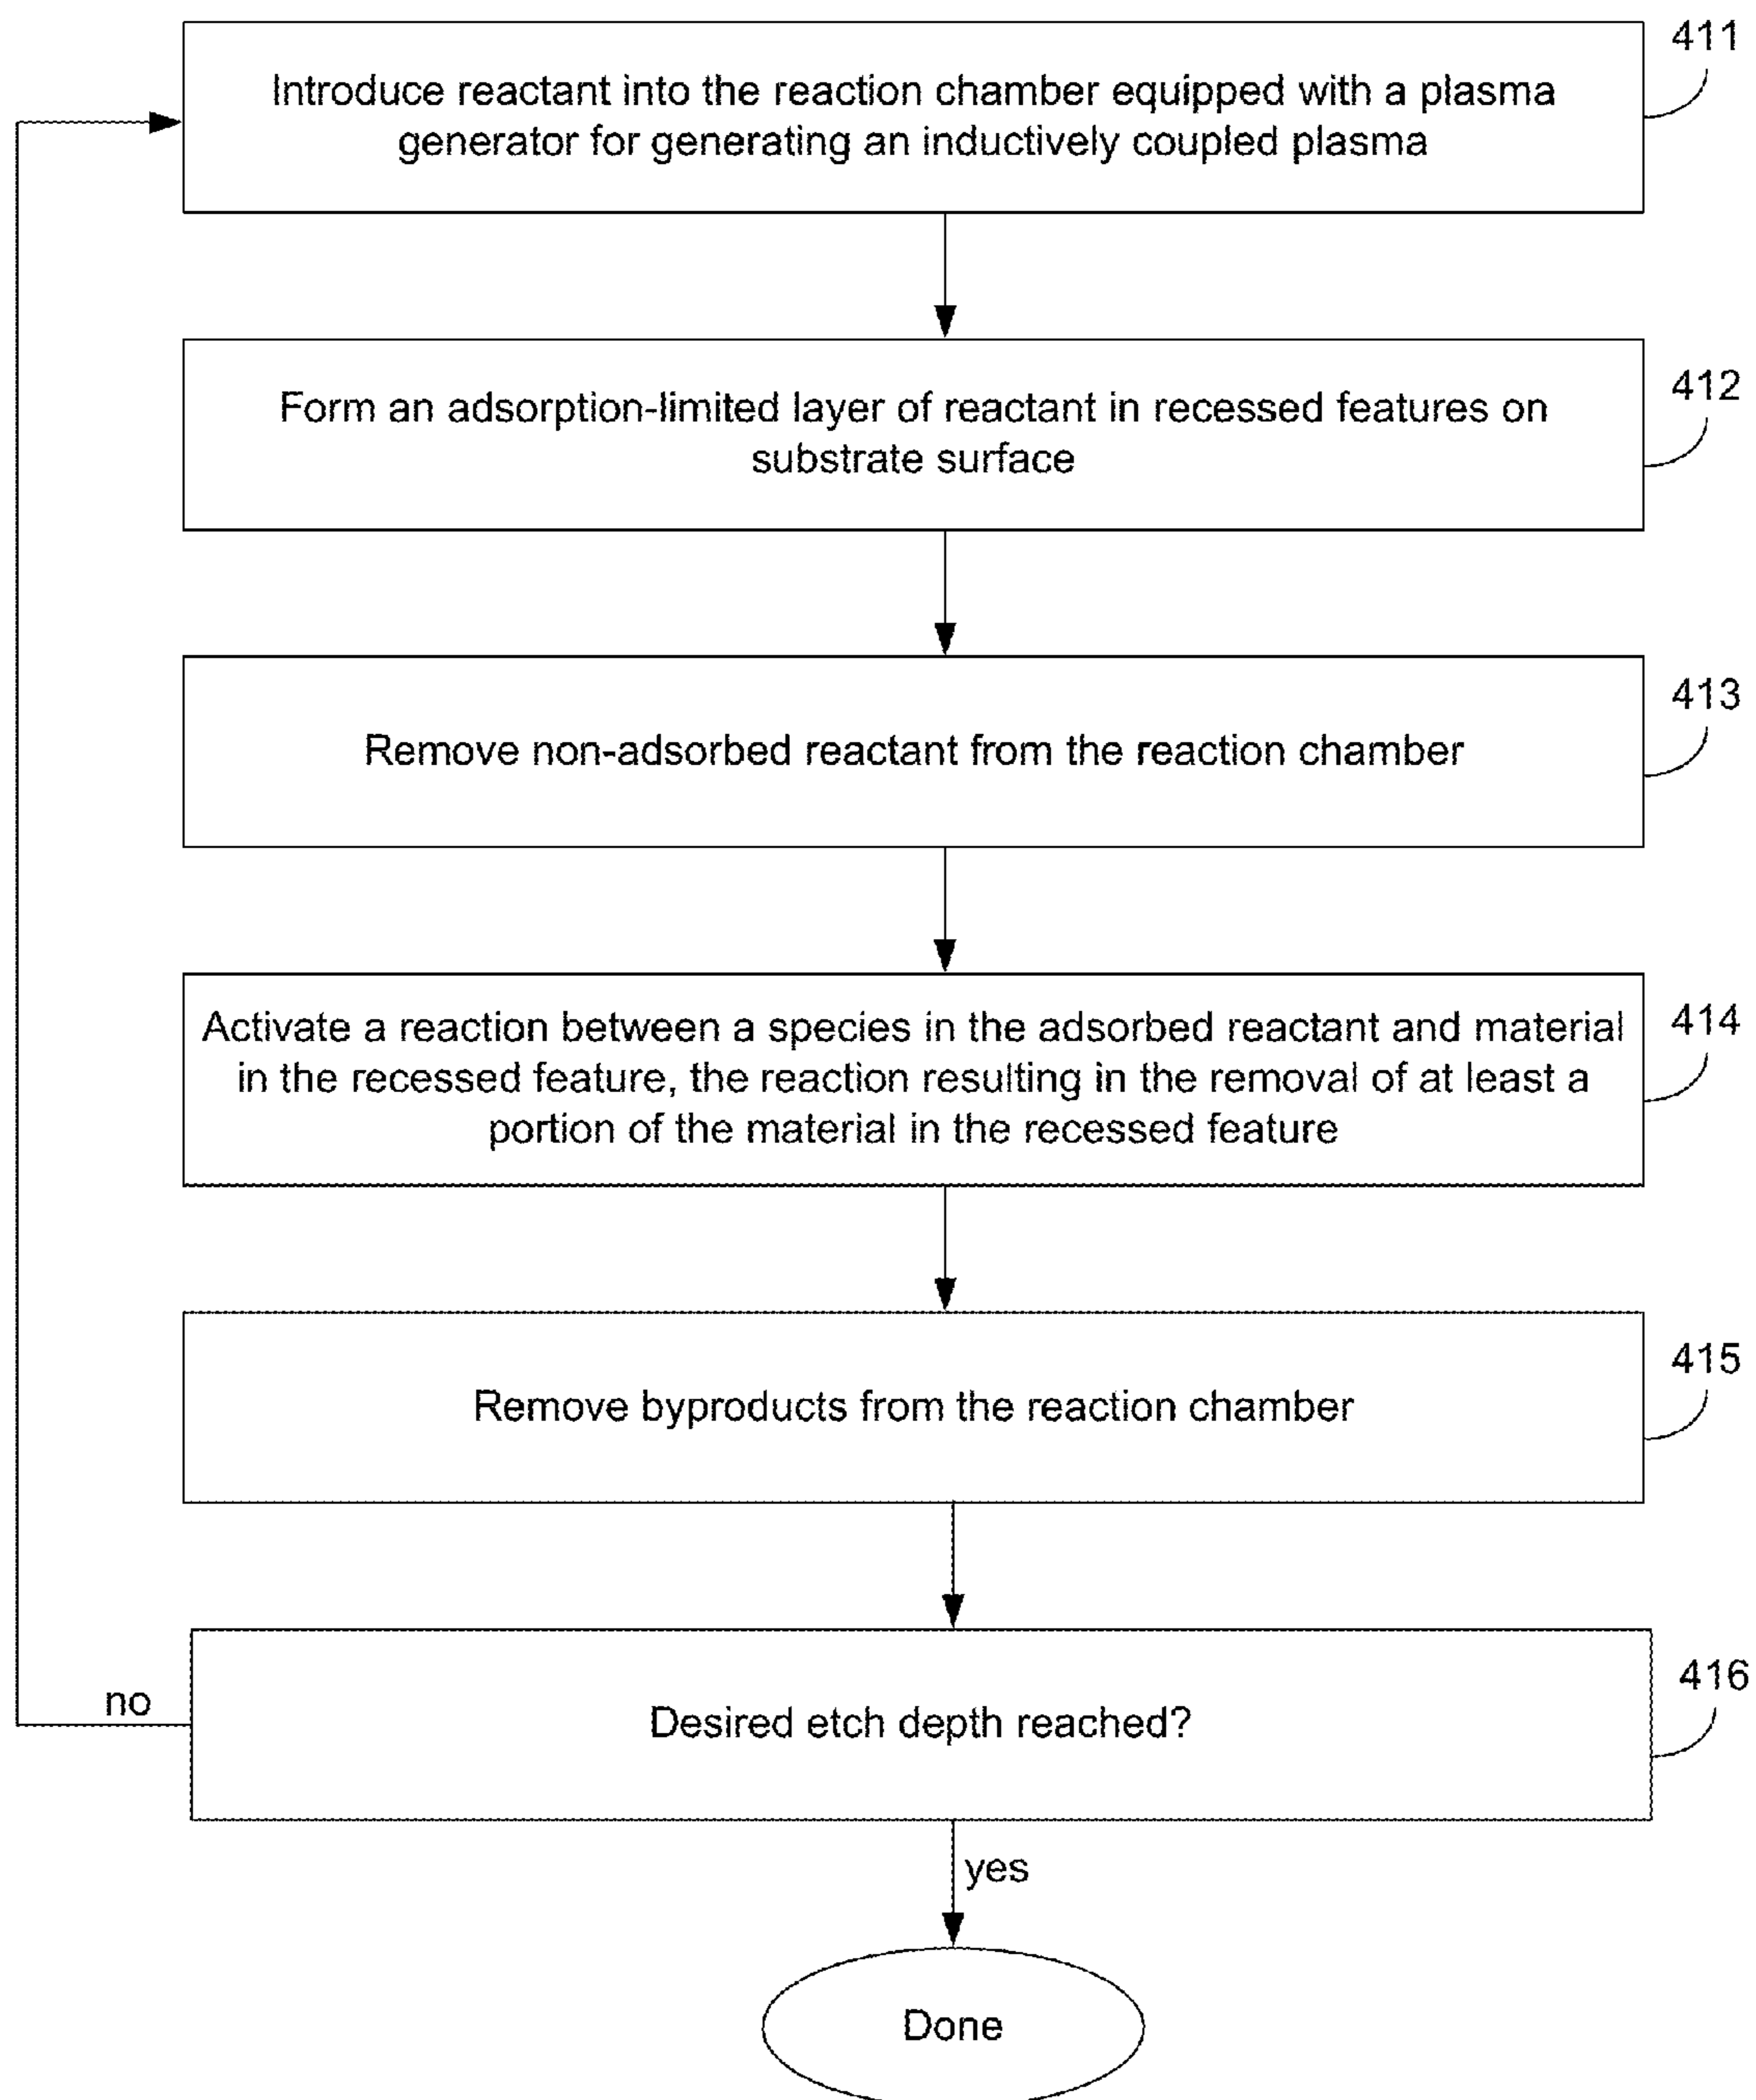 411
Introduce reactant into the reaction chamber equipped with a plasma
generator for generating an inductively coupled plasma
412
Form an adsorption-limited layer of reactant in recessed features on
substrate surface
413
Remove non-adsorbed reactant from the reaction chamber
414
Activate a reaction between a species in the adsorbed reactant and material
in the recessed feature, the reaction resulting in the removal of at least a
portion of the material in the recessed feature
415
Remove byproducts from the reaction chamber
416
no
Desired etch depth reached?
yes
Done